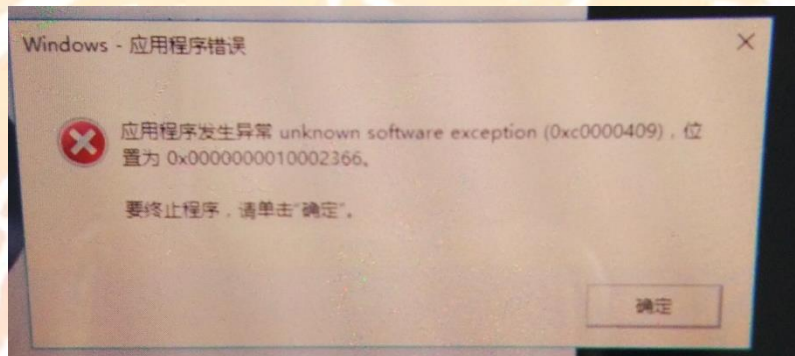 Windows - 应用程序错误
应用程序发生异常 unknown software exception (0xc0000409)，位
置为 0x0000000010002366。
要终止程序，请单击"确定"。
确定